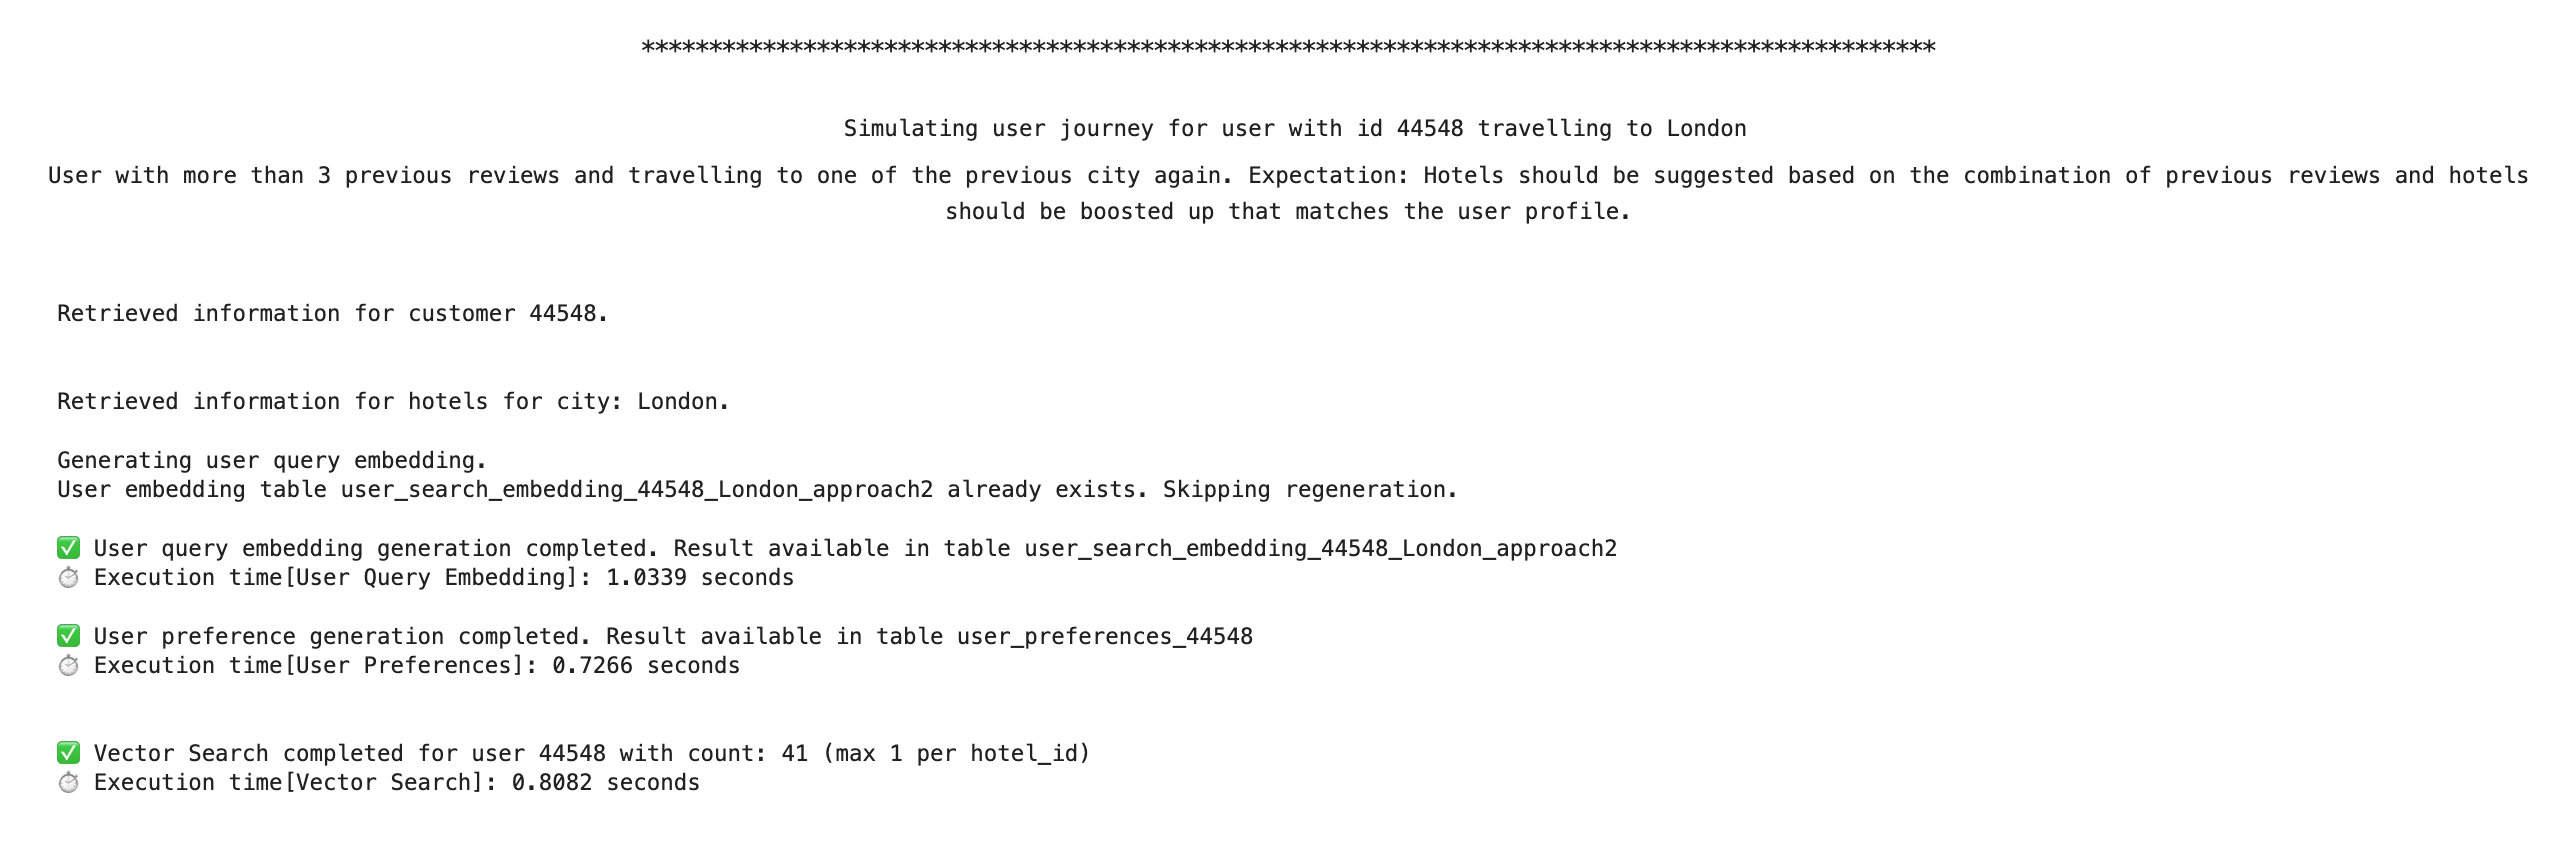 ************************************************************************************************
Simulating user journey for user with id 44548 travelling to London
User with more than 3 previous reviews and travelling to one of the previous city again. Expectation: Hotels should be suggested based on the combination of previous reviews and hotels
should be boosted up that matches the user profile.
Retrieved information for customer 44548.
Retrieved information for hotels for city: London.
Generating user query embedding.
User embedding table user_search_embedding_44548_London_approach2 already exists. Skipping regeneration.
✅ User query embedding generation completed. Result available in table user_search_embedding_44548_London_approach2
⏱ Execution time[User Query Embedding]: 1.0339 seconds
✅ User preference generation completed. Result available in table user_preferences_44548
⏱ Execution time[User Preferences]: 0.7266 seconds
✅ Vector Search completed for user 44548 with count: 41 (max 1 per hotel_id)
⏱ Execution time[Vector Search]: 0.8082 seconds